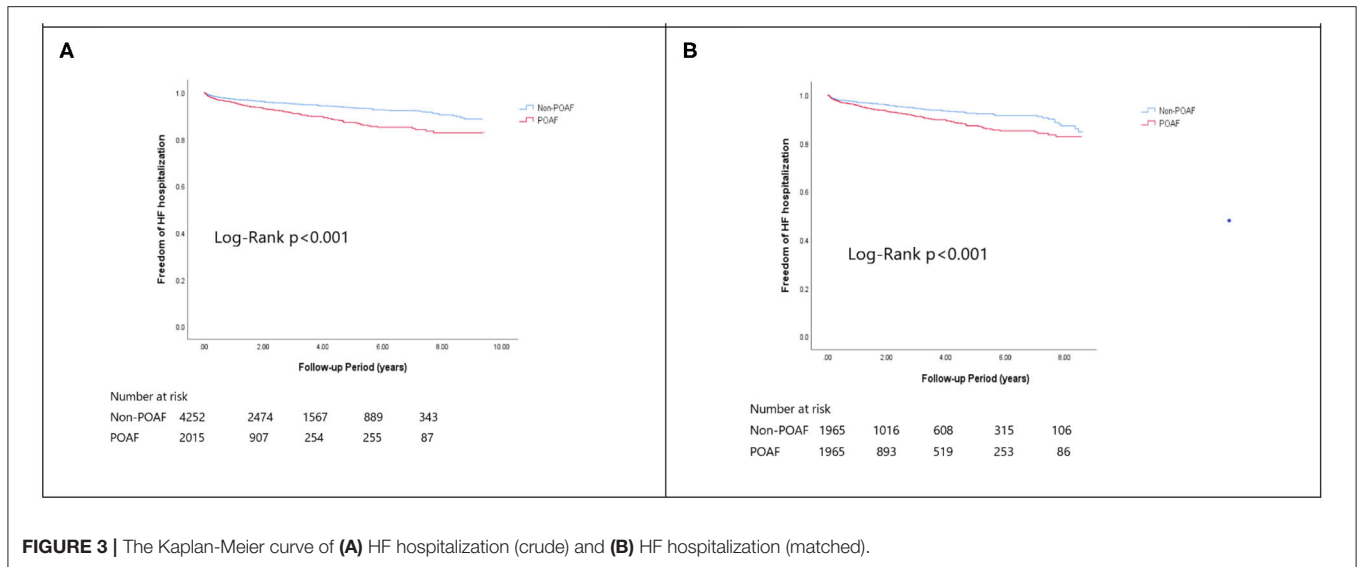 A
1.0
0.8
0.6
0.4
0.2
0.0
Freedom of HF hospitalization
Non-POAF
POAF
Log-Rank p<0.001
.00 2.00 4.00 6.00 8.00 10.00
Follow-up Period (years)
Number at risk
Non-POAF 4252 2474 1567 889 343
POAF 2015 907 254 255 87
B
1.0
0.8
0.6
0.4
0.2
0.0
Freedom of HF hospitalization
Non-POAF
POAF
Log-Rank p<0.001
.00 2.00 4.00 6.00 8.00
Follow-up Period (years)
Number at risk
Non-POAF 1965 1016 608 315 106
POAF 1965 893 519 253 86
FIGURE 3 | The Kaplan-Meier curve of (A) HF hospitalization (crude) and (B) HF hospitalization (matched).